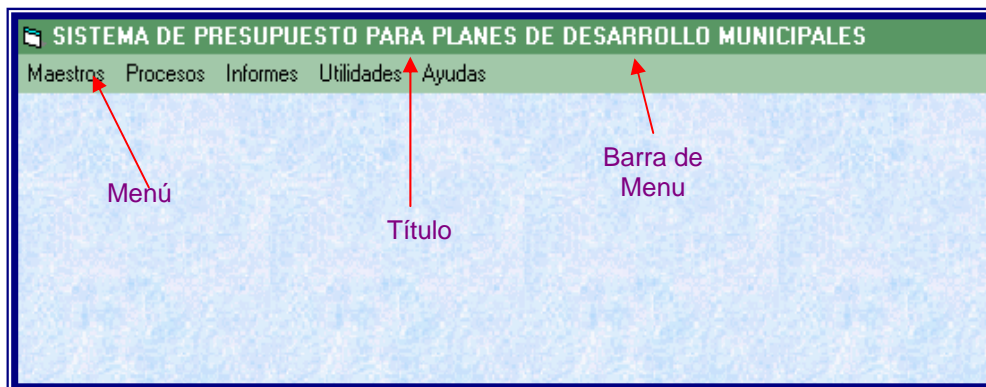 SISTEMA DE PRESUPUESTO PARA PLANES DE DESARROLLO MUNICIPALES
Maestros Procesos Informes Utilidades Ayudas
Barra de
Menu
Menú
Título